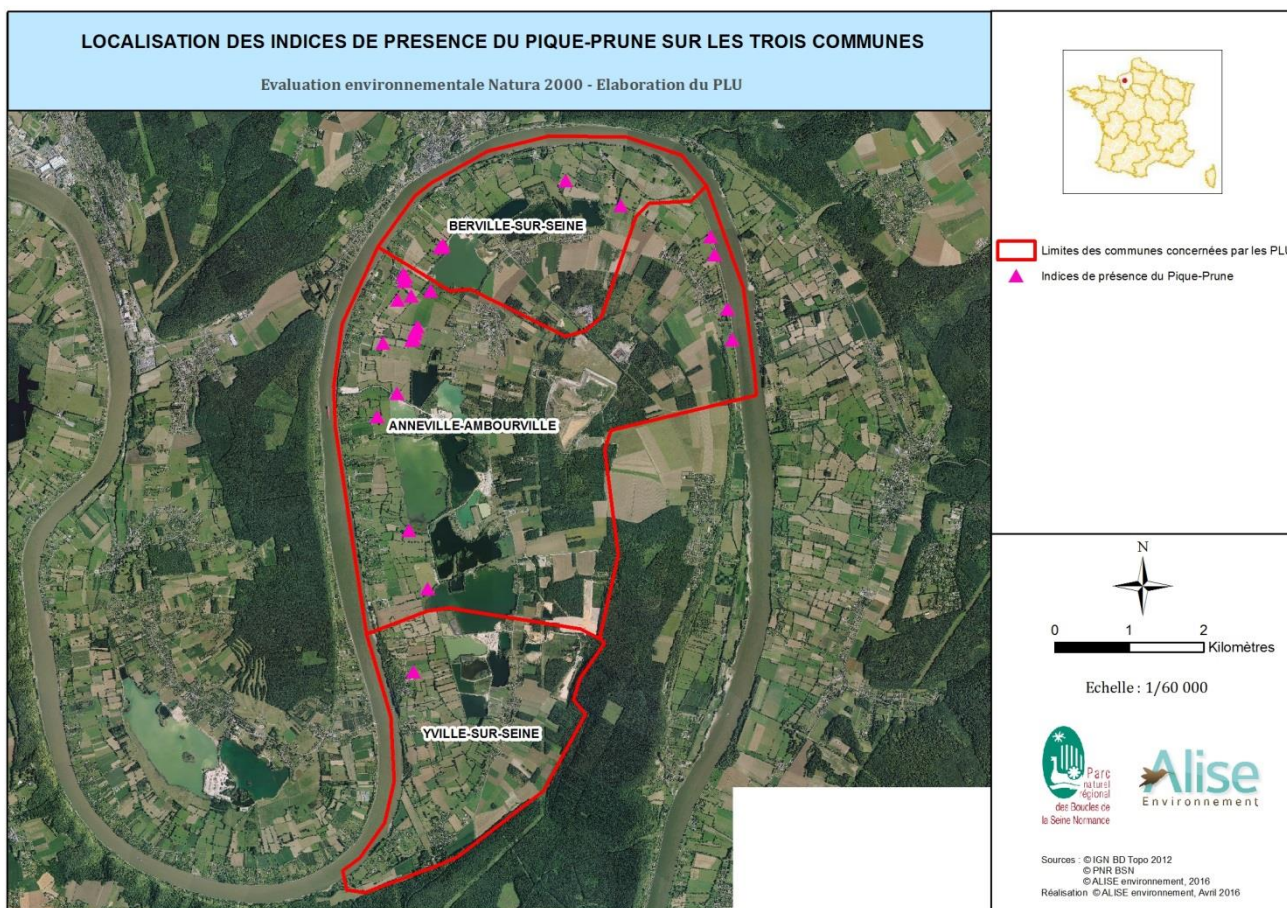 LOCALISATION DES INDICES DE PRESENCE DU PIQUE-PRUNE SUR LES TROIS COMMUNES
Evaluation environnementale Natura 2000 - Elaboration du PLU
BERVILLE-SUR-SEINE
ANNEVILLE-AMBOURVILLE
YVILLE-SUR-SEINE
Limites des communes concernées par les PLU
Indices de présence du Pique-Prune
N
0 1 2
Kilomètres
Echelle : 1/60 000
Parc
naturel
régional
des Boucles de
la Seine Normande
Alise
Environnement
Sources : © IGN BD Topo 2012
© PNR BSN
© ALISE environnement, 2016
Réalisation © ALISE environnement, Avril 2016